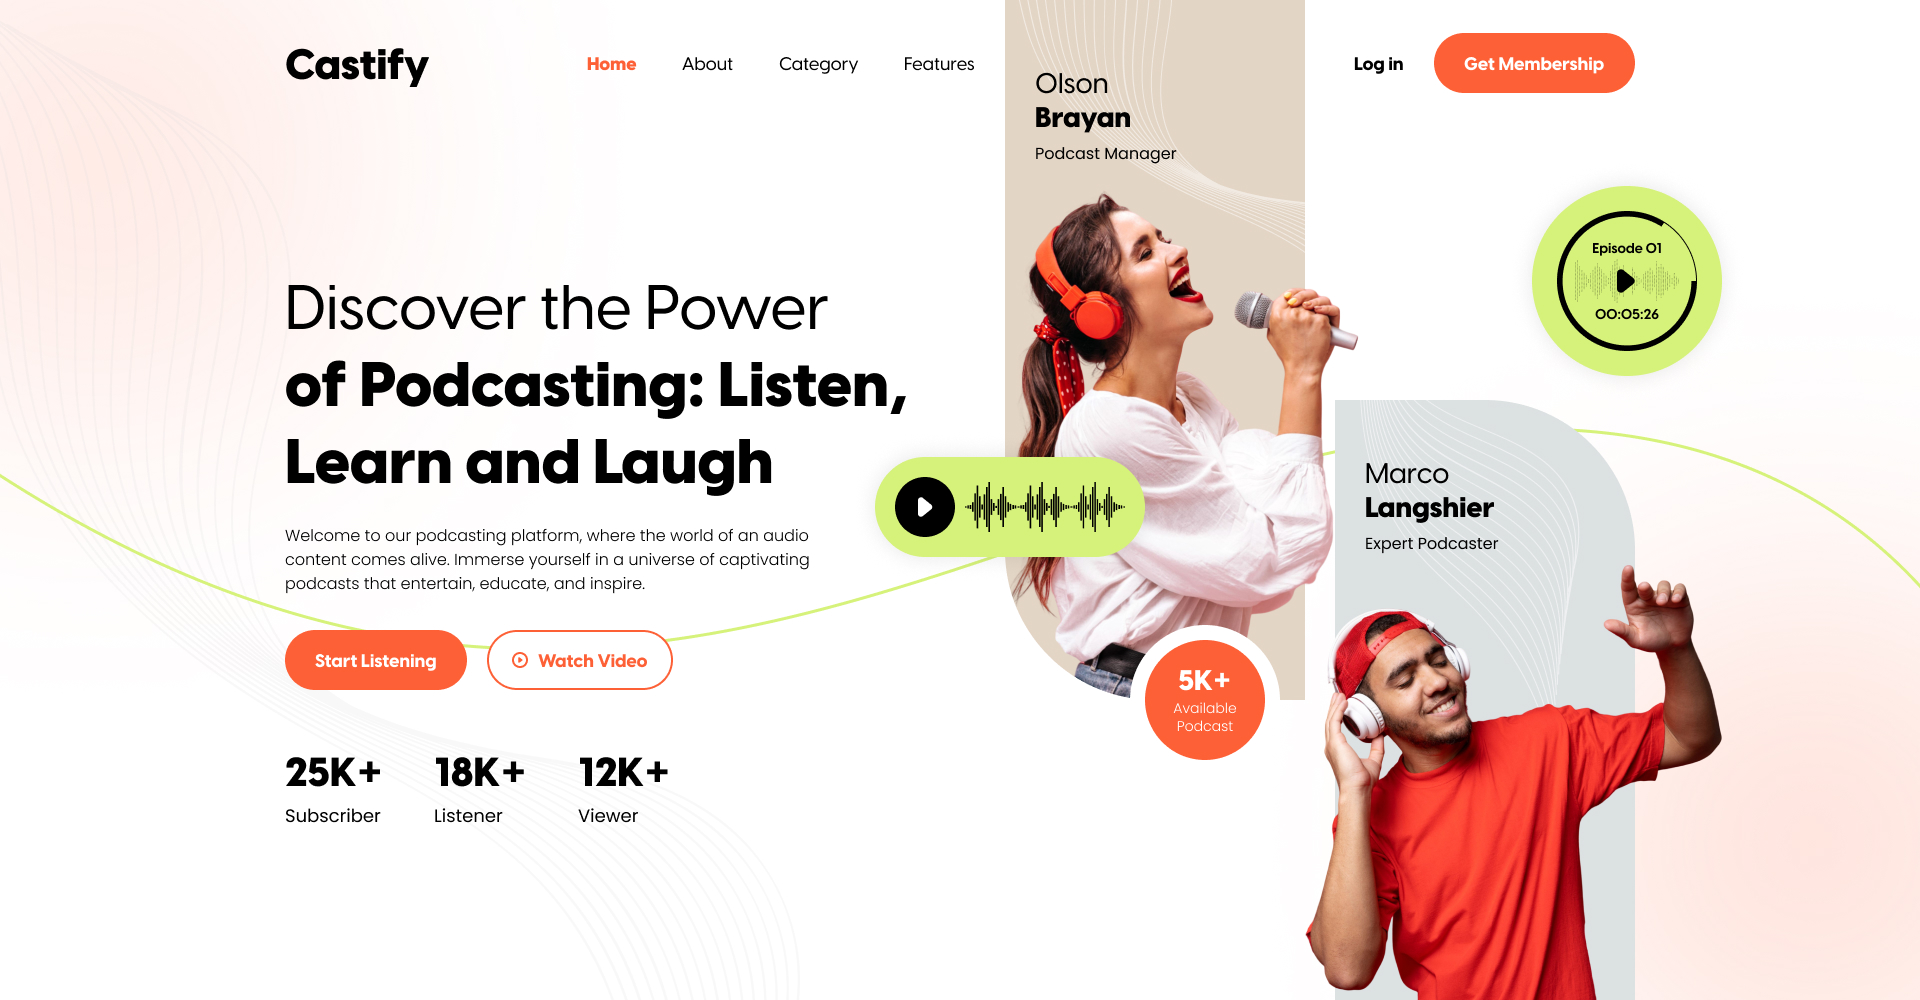 Castify
Home
About
Category
Features
Log in
Get Membership
Olson
Brayan
Podcast Manager
Episode 01
00:05:26
Discover the Power
of Podcasting: Listen,
Learn and Laugh
Welcome to our podcasting platform, where the world of an audio
content comes alive. Immerse yourself in a universe of captivating
podcasts that entertain, educate, and inspire.
Start Listening
Watch Video
Marco
Langshier
Expert Podcaster
5K+
Available
Podcast
25K+
Subscriber
18K+
Listener
12K+
Viewer